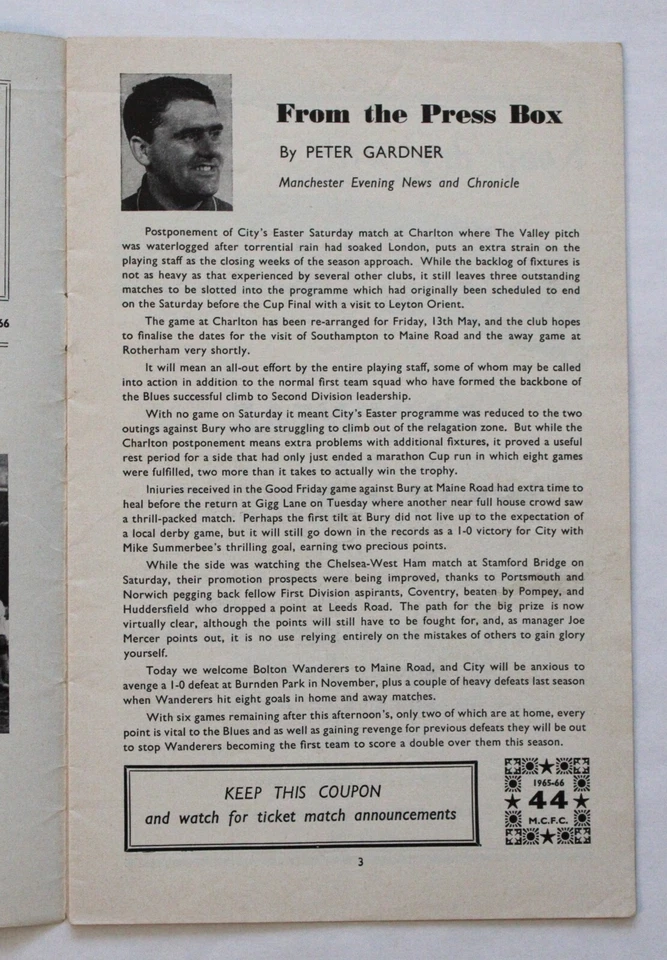 From the Press Box
By PETER GARDNER
Manchester Evening News and Chronicle
Postponement of City's Easter Saturday match at Charlton where The Valley pitch
was waterlogged after torrential rain had soaked London, puts an extra strain on the
playing staff as the closing weeks of the season approach. While the backlog of fixtures is
not as heavy as that experienced by several other clubs, it still leaves three outstanding
matches to be slotted into the programme which had originally been scheduled to end
on the Saturday before the Cup Final with a visit to Leyton Orient.
The game at Charlton has been re-arranged for Friday, 13th May, and the club hopes
to finalise the dates for the visit of Southampton to Maine Road and the away game at
Rotherham very shortly.
It will mean an all-out effort by the entire playing staff, some of whom may be called
into action in addition to the normal first team squad who have formed the backbone of
the Blues successful climb to Second Division leadership.
With no game on Saturday it meant City's Easter programme was reduced to the two
outings against Bury who are struggling to climb out of the relagation zone. But while the
Charlton postponement means extra problems with additional fixtures, it proved a useful
rest period for a side that had only just ended a marathon Cup run in which eight games
were fulfilled, two more than it takes to actually win the trophy.
Injuries received in the Good Friday game against Bury at Maine Road had extra time to
heal before the return at Gigg Lane on Tuesday where another near full house crowd saw
a thrill-packed match. Perhaps the first tilt at Bury did not live up to the expectation of
a local derby game, but it will still go down in the records as a 1-0 victory for City with
Mike Summerbee's thrilling goal, earning two precious points.
While the side was watching the Chelsea-West Ham match at Stamford Bridge on
Saturday, their promotion prospects were being improved, thanks to Portsmouth and
Norwich pegging back fellow First Division aspirants, Coventry, beaten by Pompey, and
Huddersfield who dropped a point at Leeds Road. The path for the big prize is now
virtually clear, although the points will still have to be fought for, and, as manager Joe
Mercer points out, it is no use relying entirely on the mistakes of others to gain glory
yourself.
Today we welcome Bolton Wanderers to Maine Road, and City will be anxious to
avenge a 1-0 defeat at Burnden Park in November, plus a couple of heavy defeats last season
when Wanderers hit eight goals in home and away matches.
With six games remaining after this afternoon's, only two of which are at home, every
point is vital to the Blues and as well as gaining revenge for previous defeats they will be out
to stop Wanderers becoming the first team to score a double over them this season.
KEEP THIS COUPON
and watch for ticket match announcements
1965-66
44
M.C.F.C.
3
66